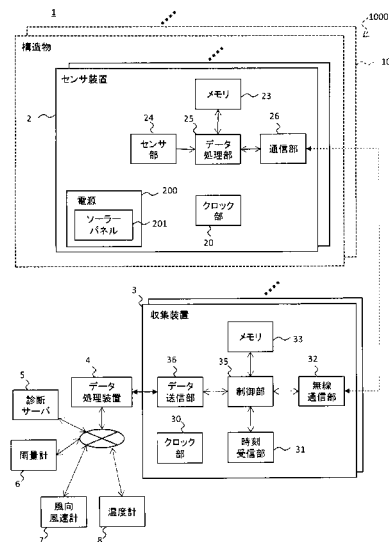 1
1000
構造物
10
センサ装置
2
メモリ
23
24
25
26
センサ部
データ
処理部
通信部
電源
200
ソーラー
パネル
201
クロック
部
20
3
収集装置
メモリ
33
4
36
35
32
データ
処理装置
データ
送信部
制御部
無線
通信部
5
診断
サーバ
30
クロック
部
時刻
受信部
31
雨量計
6
風向
風速計
7
温度計
8